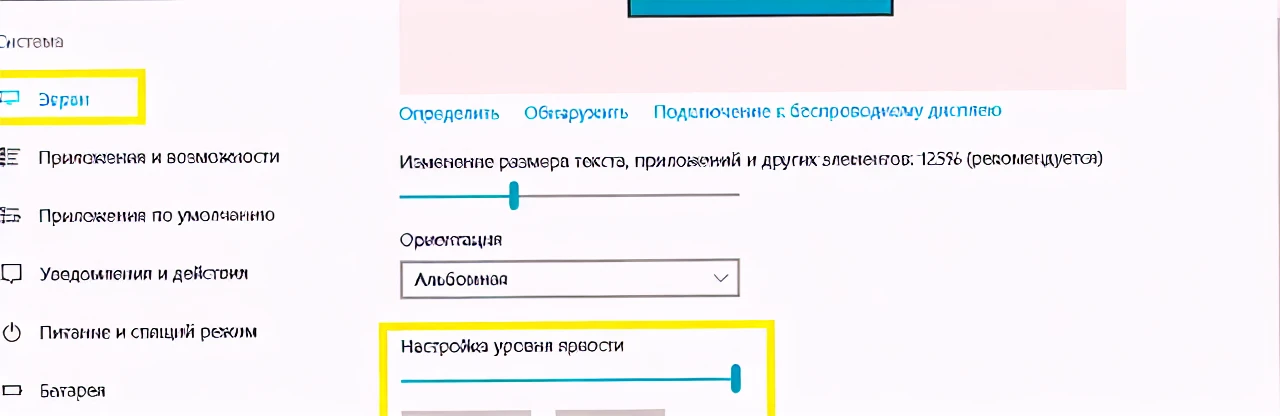 Система
Экран
Приложения и возможности
Приложения по умолчанию
Уведомления и действия
Питание и спящий режим
Батарея
Определить Обнаружить Подключение к беспроводному дисплею
Изменение размера текста, приложений и других элементов: 125% (рекомендуется)
Ориентация
Альбомная
Настройка уровня яркости